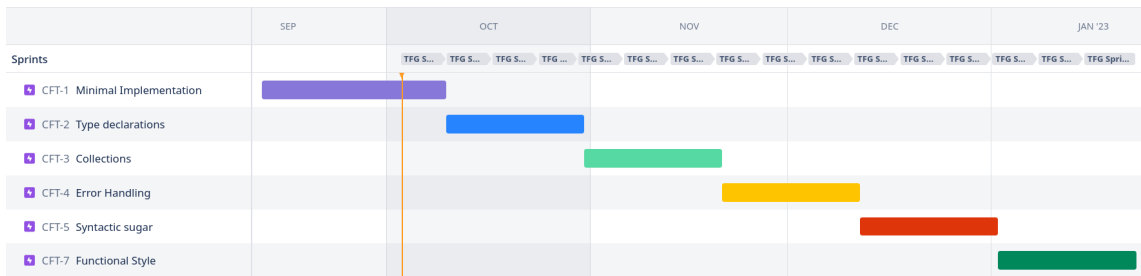 SEP OCT NOV DEC JAN '23
Sprints TFG S... TFG S... TFG S... TFG ... TFG S... TFG S... TFG S... TFG S... TFG S... TFG S... TFG S... TFG S... TFG S... TFG S... TFG S... TFG Spri...
CFT-1 Minimal Implementation
CFT-2 Type declarations
CFT-3 Collections
CFT-4 Error Handling
CFT-5 Syntactic sugar
CFT-7 Functional Style